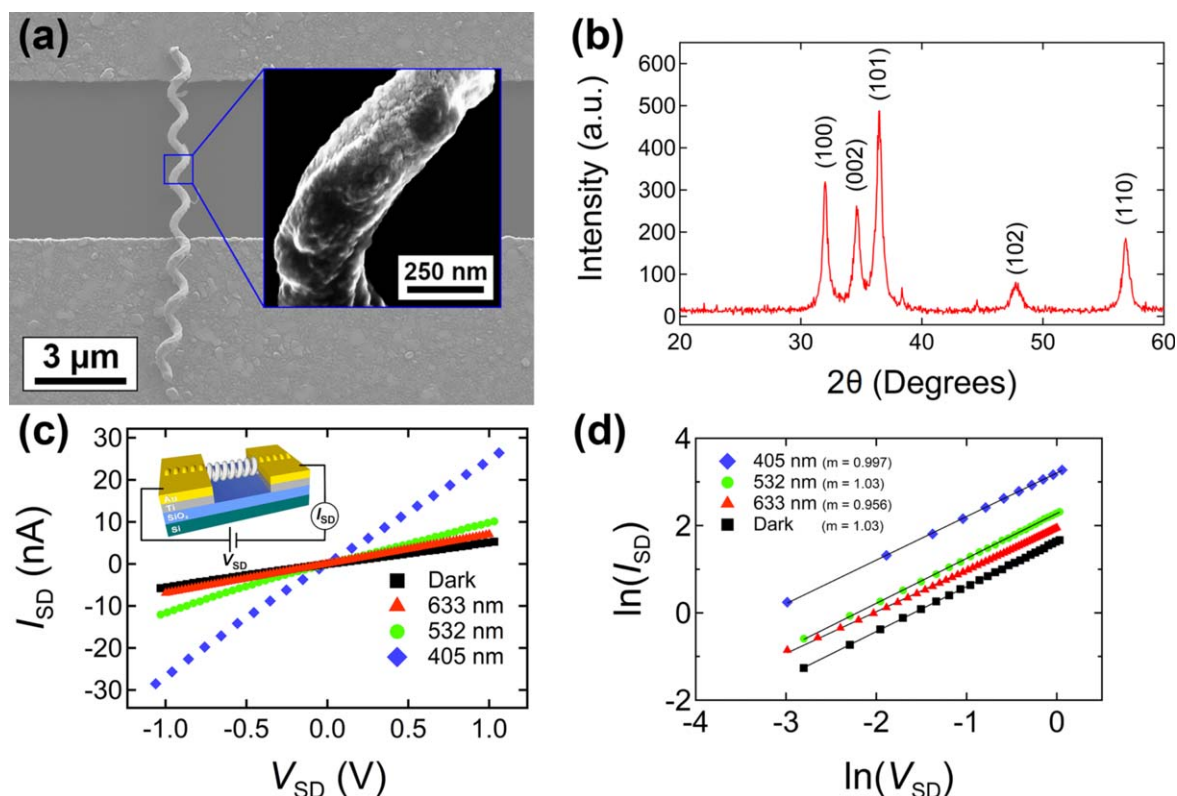 (a)
250 nm
3 μm
(b)
Intensity (a.u.)
600
500
400
300
200
100
0
(100)
(002)
(101)
(102)
(110)
20
30
40
50
60
2θ (Degrees)
(c)
I_SD (nA)
30
20
10
0
-10
-20
-30
Au
Ti
SiO₂
Si
I_SD
V_SD
Dark
633 nm
532 nm
405 nm
-1.0
-0.5
0.0
0.5
1.0
V_SD (V)
(d)
ln(I_SD)
4
2
0
-2
405 nm (m = 0.997)
532 nm (m = 1.03)
633 nm (m = 0.956)
Dark (m = 1.03)
-4
-3
-2
-1
0
ln(V_SD)